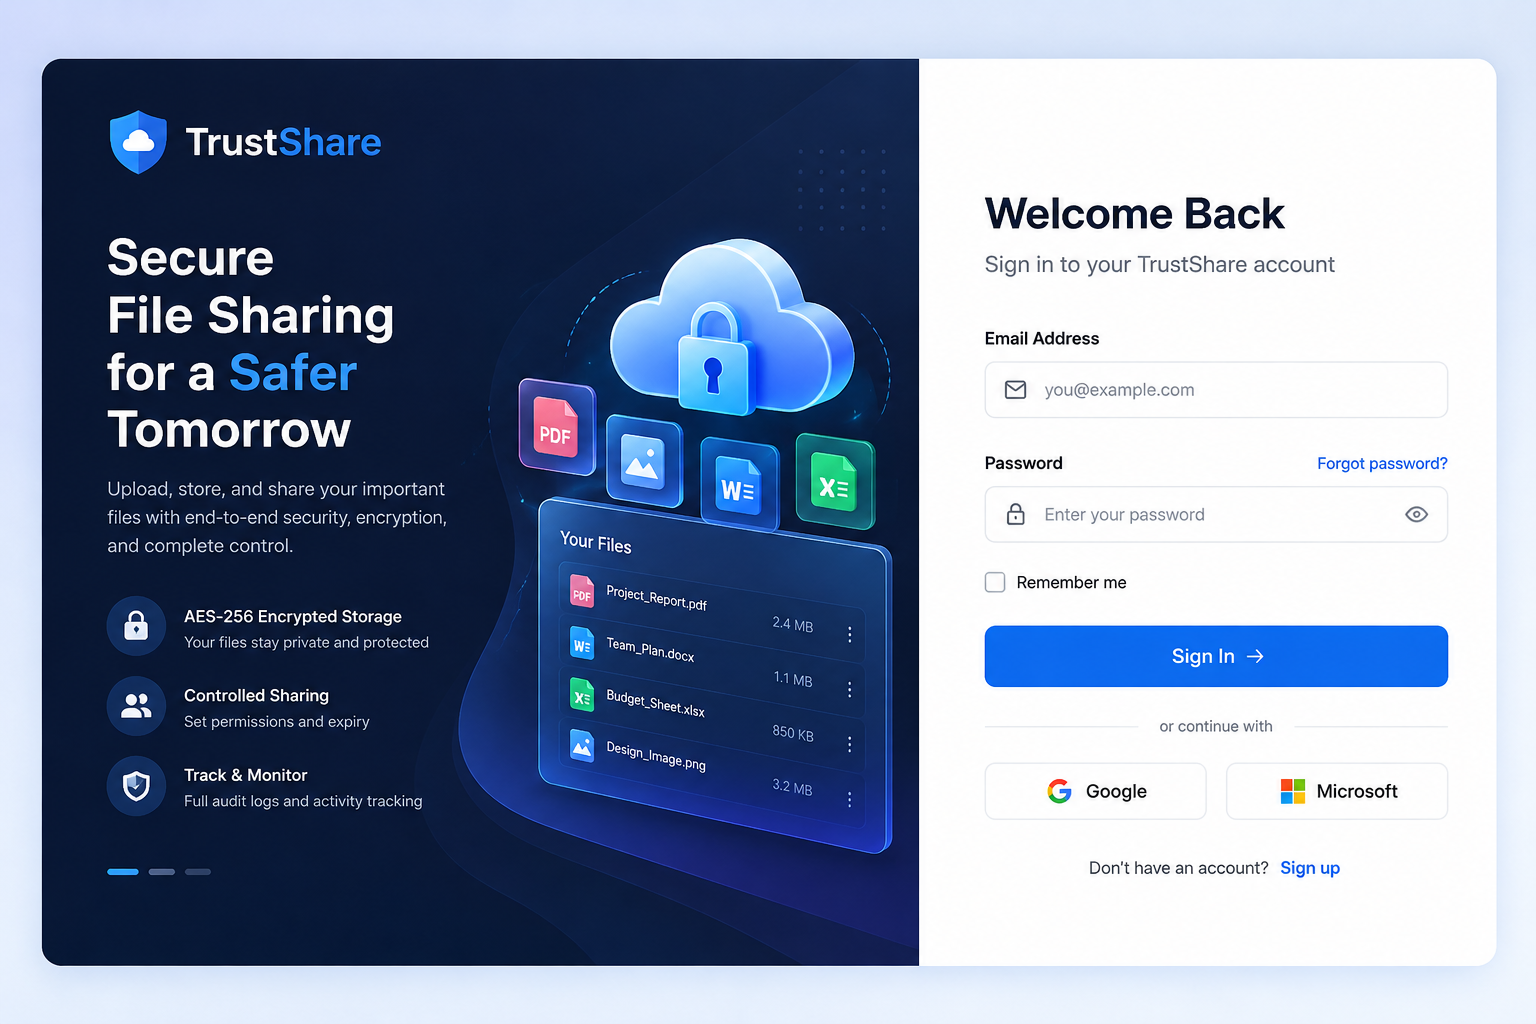 TrustShare
Secure
File Sharing
for a Safer
Tomorrow
Upload, store, and share your important
files with end-to-end security, encryption,
and complete control.
AES-256 Encrypted Storage
Your files stay private and protected
Controlled Sharing
Set permissions and expiry
Track & Monitor
Full audit logs and activity tracking
PDF
W
X
Your Files
PDF Project_Report.pdf 2.4 MB
W Team_Plan.docx 1.1 MB
X Budget_Sheet.xlsx 850 KB
Design_Image.png 3.2 MB
Welcome Back
Sign in to your TrustShare account
Email Address
you@example.com
Password Forgot password?
Enter your password
Remember me
Sign In →
or continue with
Google Microsoft
Don't have an account? Sign up